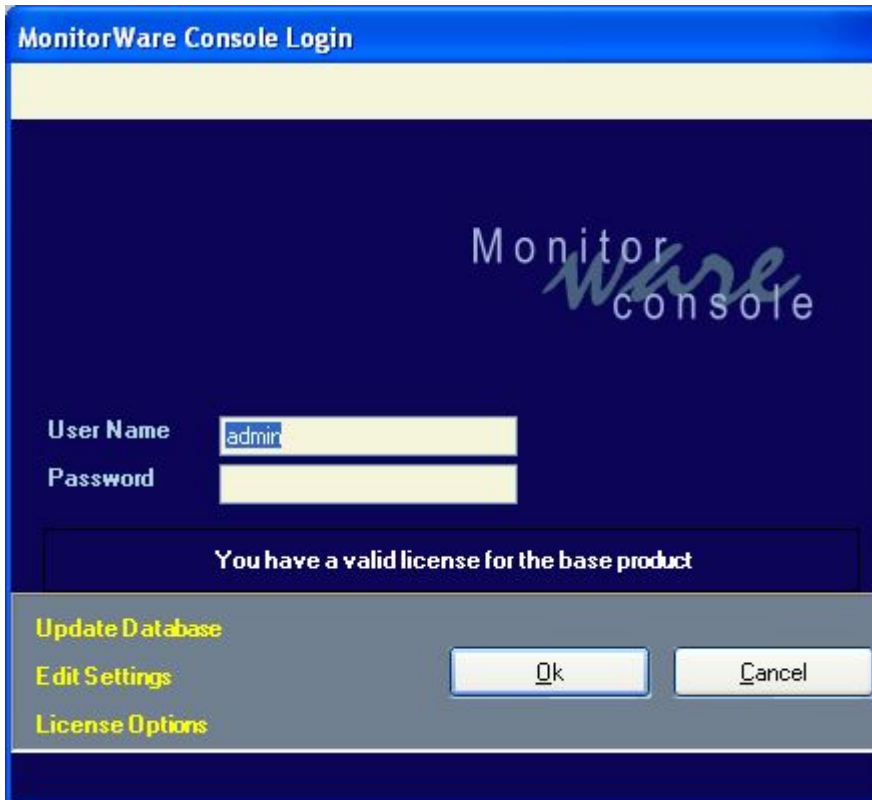 MonitorWare Console Login
Monitor
ware
console
User Name admin
Password
You have a valid license for the base product
Update Database
Edit Settings
Ok Cancel
License Options